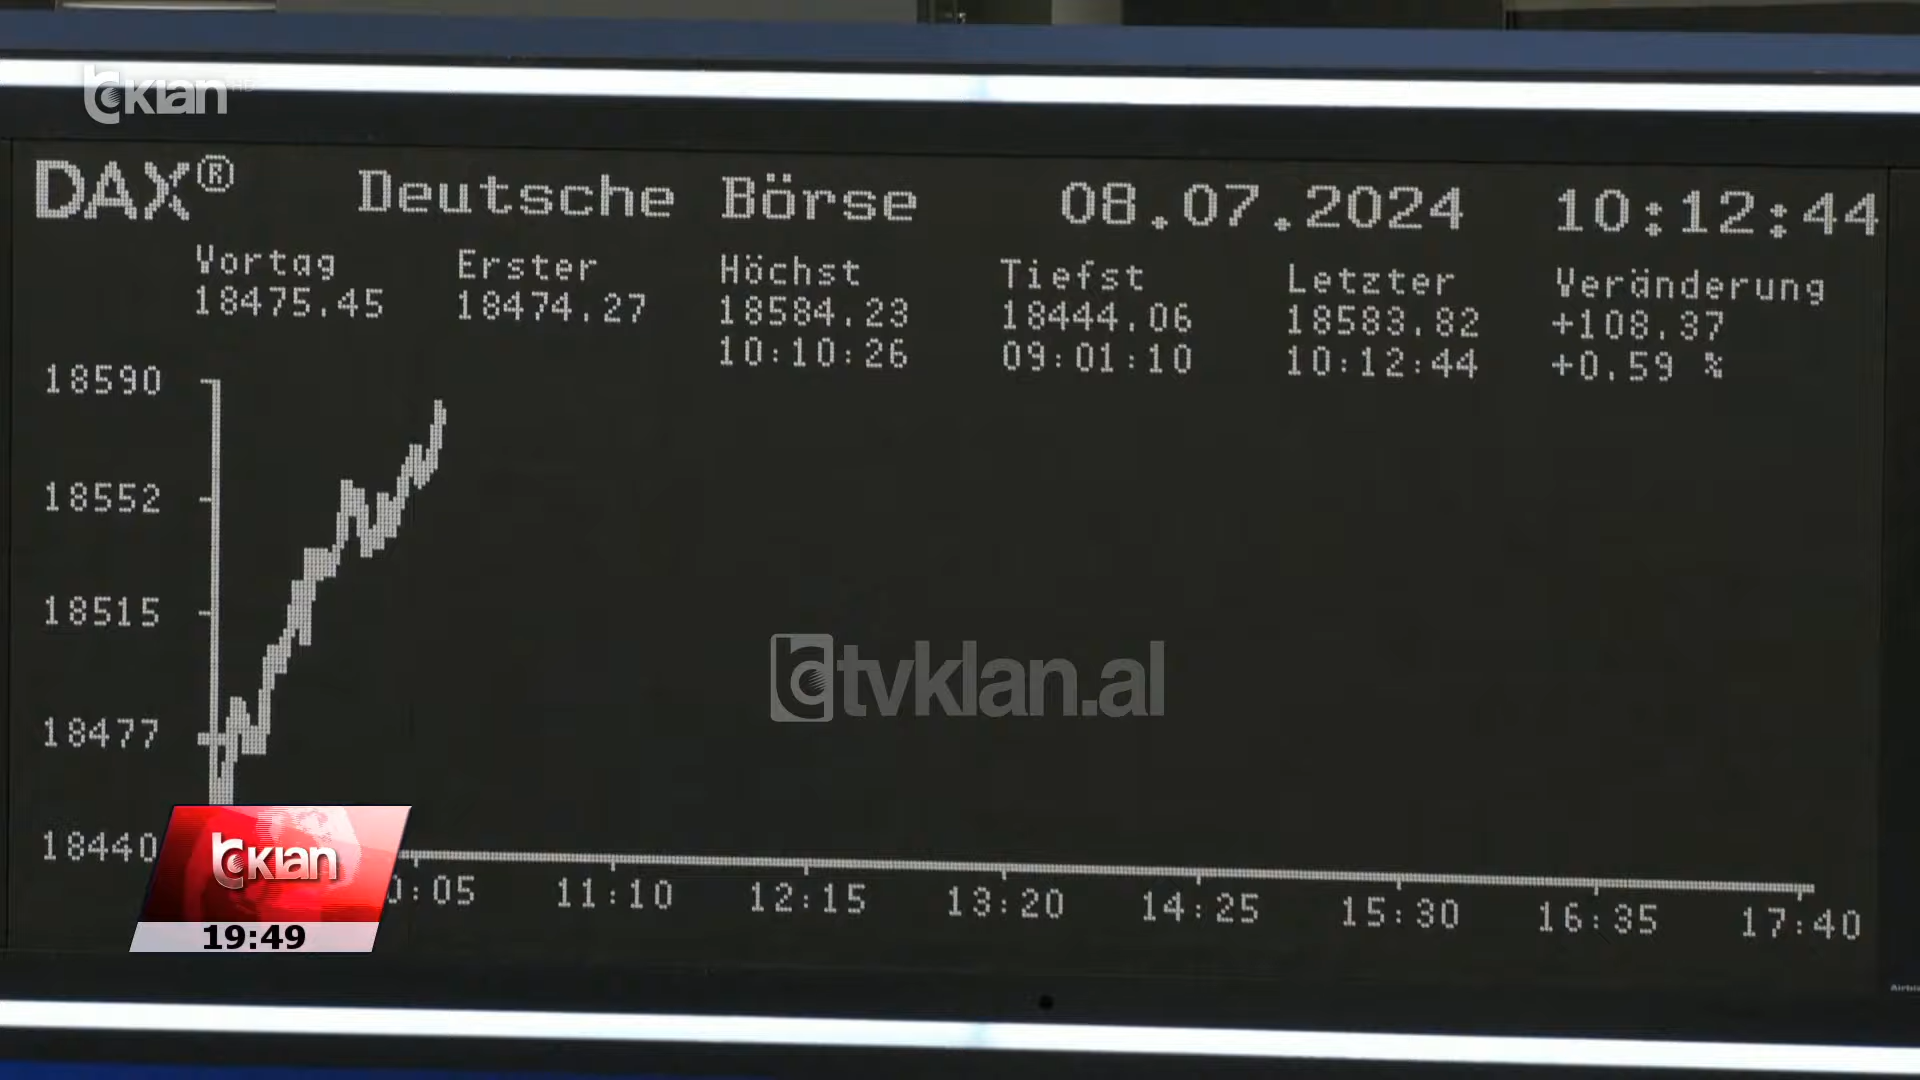 klan HD
DAX® Deutsche Börse 08.07.2024 10:12:44
Vortag Erster Höchst Tiefst Letzter Veränderung
18475.45 18474.27 18584.23 18444.06 18583.82 +108.37
10:10:26 09:01:10 10:12:44 +0.59 %
18590
18552
18515
tvklan.al
18477
18440
klan
0:05 11:10 12:15 13:20 14:25 15:30 16:35 17:40
19:49